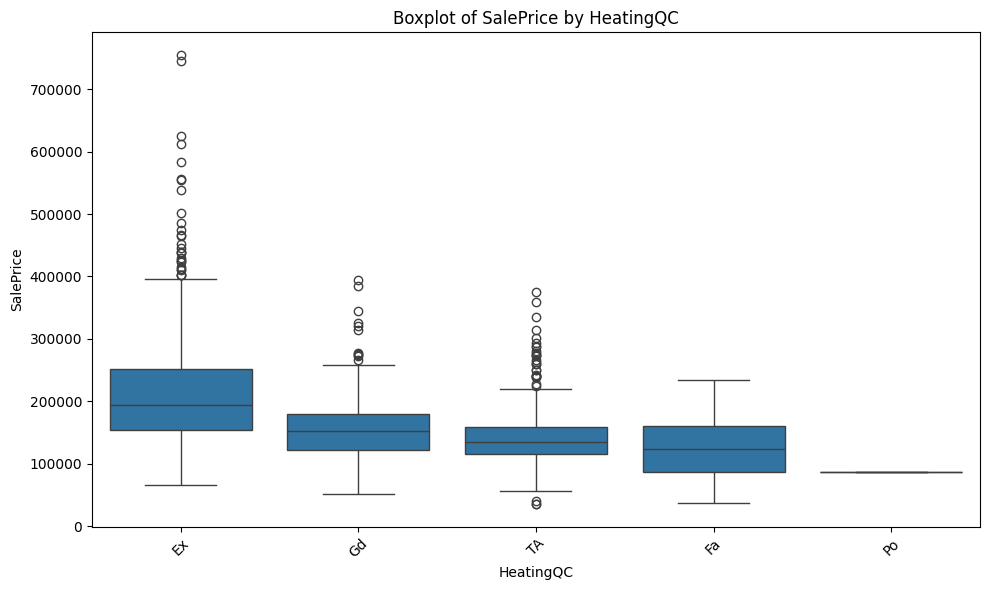 Boxplot of SalePrice by HeatingQC
SalePrice
700000
600000
500000
400000
300000
200000
100000
0
Ex
Gd
TA
Fa
Po
HeatingQC